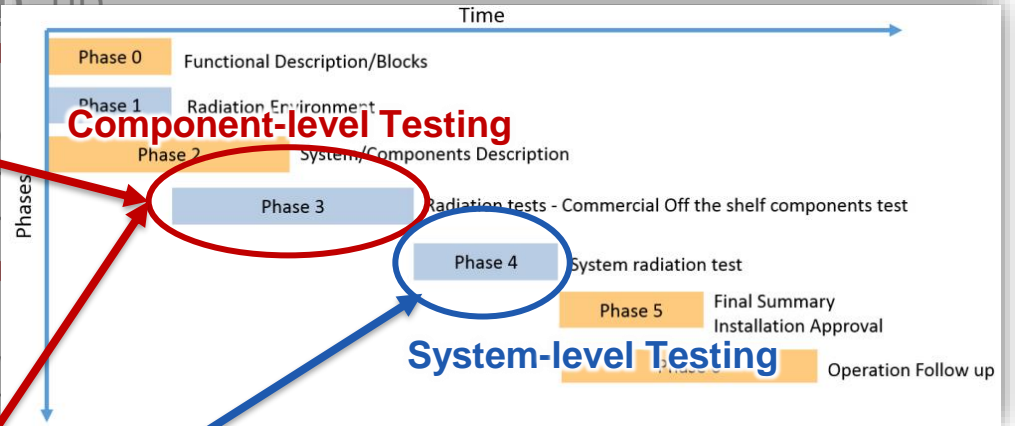 Time
Phases
Phase 0
Functional Description/Blocks
Phase 1
Radiation Environment
Component-level Testing
Phase 2
System/Components Description
Phase 3
Radiation tests - Commercial Off the shelf components test
Phase 4
System radiation test
Phase 5
Final Summary
Installation Approval
System-level Testing
Operation Follow up